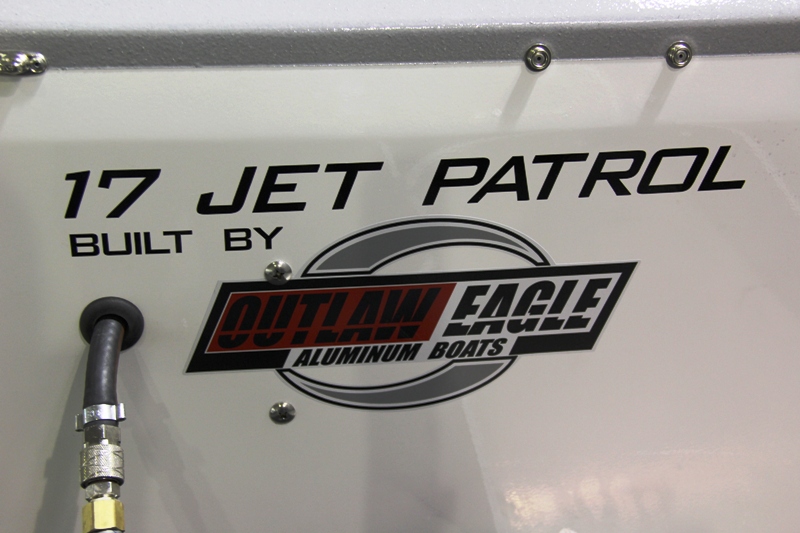 17 JET PATROL
BUILT BY
OUTLAW EAGLE
ALUMINUM BOATS